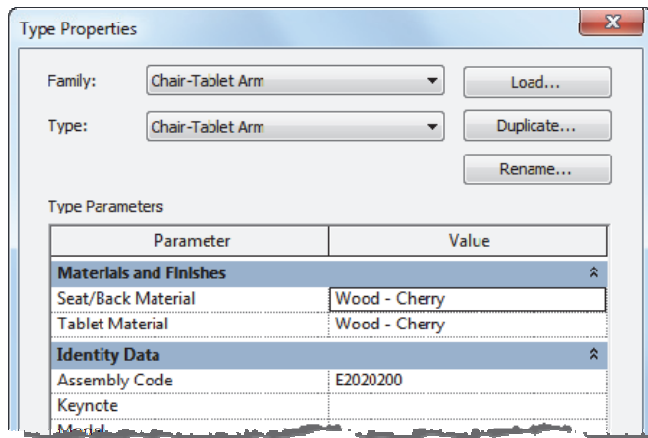 Type Properties
Family: Chair-Tablet Arm Load...
Type: Chair-Tablet Arm Duplicate...
Rename...
Type Parameters
Parameter Value
Materials and Finishes
Seat/Back Material Wood - Cherry
Tablet Material Wood - Cherry
Identity Data
Assembly Code E2020200
Keynote
Model